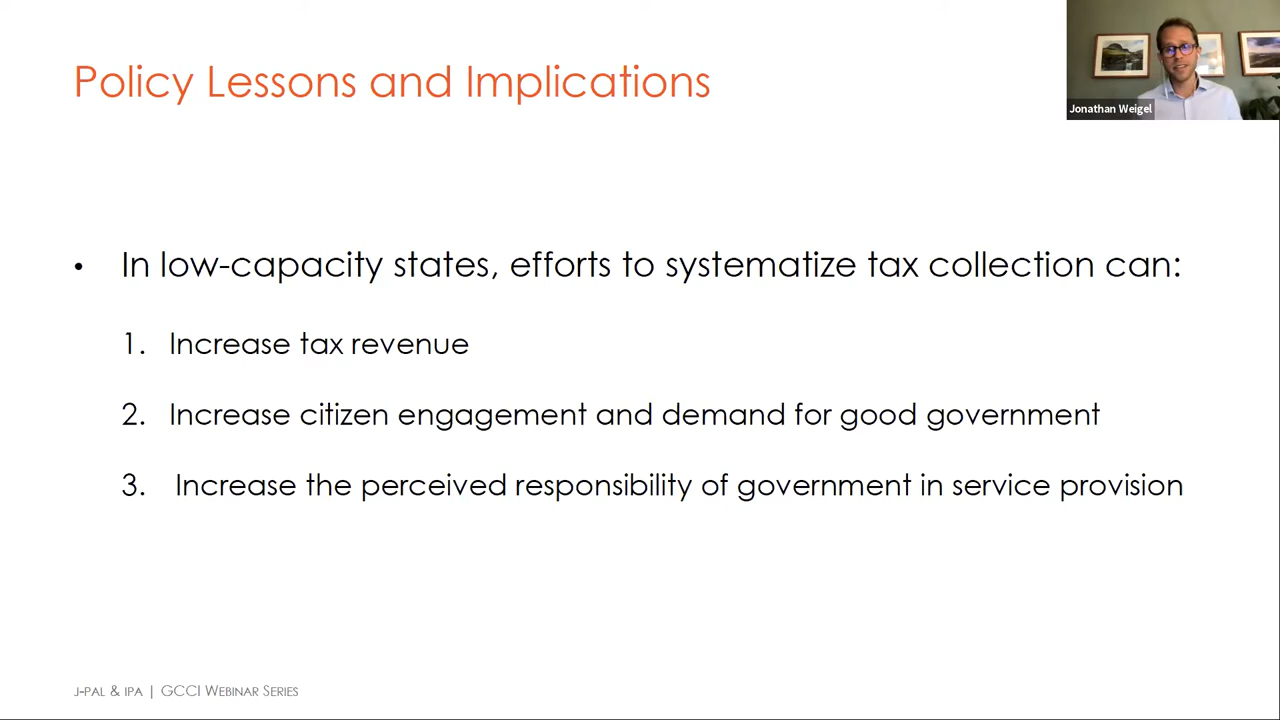 Policy Lessons and Implications
Jonathan Weigel
• In low-capacity states, efforts to systematize tax collection can:
1. Increase tax revenue
2. Increase citizen engagement and demand for good government
3. Increase the perceived responsibility of government in service provision
J-PAL & IPA | GCCI WEBINAR SERIES